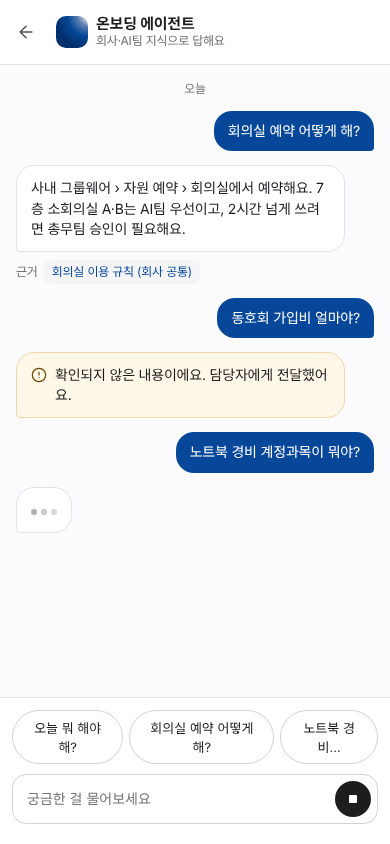 온보딩 에이전트
회사·AI팀 지식으로 답해요
오늘
회의실 예약 어떻게 해?
사내 그룹웨어 › 자원 예약 › 회의실에서 예약해요. 7
층 소회의실 A·B는 AI팀 우선이고, 2시간 넘게 쓰려
면 총무팀 승인이 필요해요.
근거 회의실 이용 규칙 (회사 공통)
동호회 가입비 얼마야?
확인되지 않은 내용이에요. 담당자에게 전달했어
요.
노트북 경비 계정과목이 뭐야?
오늘 뭐 해야
해?
회의실 예약 어떻게
해?
노트북 경
비...
궁금한 걸 물어보세요